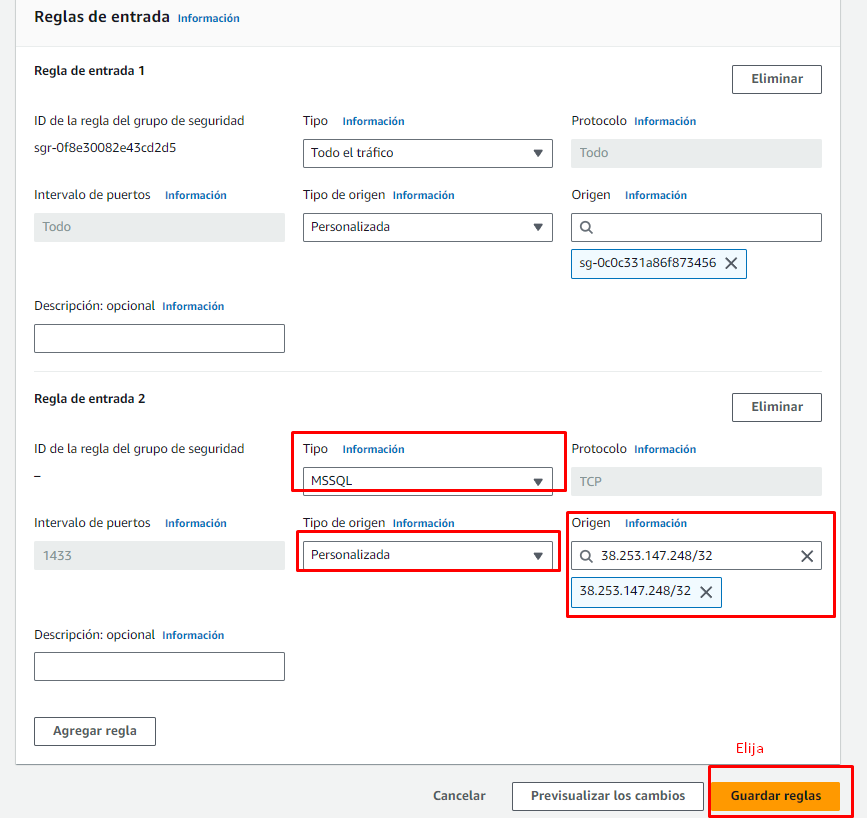 Reglas de entrada Información
Regla de entrada 1
Eliminar
ID de la regla del grupo de seguridad
sgr-0f8e30082e43cd2d5
Tipo Información
Todo el tráfico
Protocolo Información
Todo
Intervalo de puertos Información
Todo
Tipo de origen Información
Personalizada
Origen Información
sg-0c0c331a86f873456
Descripción: opcional Información
Regla de entrada 2
Eliminar
ID de la regla del grupo de seguridad
–
Tipo Información
MSSQL
Protocolo Información
TCP
Intervalo de puertos Información
1433
Tipo de origen Información
Personalizada
Origen Información
38.253.147.248/32
38.253.147.248/32
Descripción: opcional Información
Agregar regla
Elija
Cancelar
Previsualizar los cambios
Guardar reglas